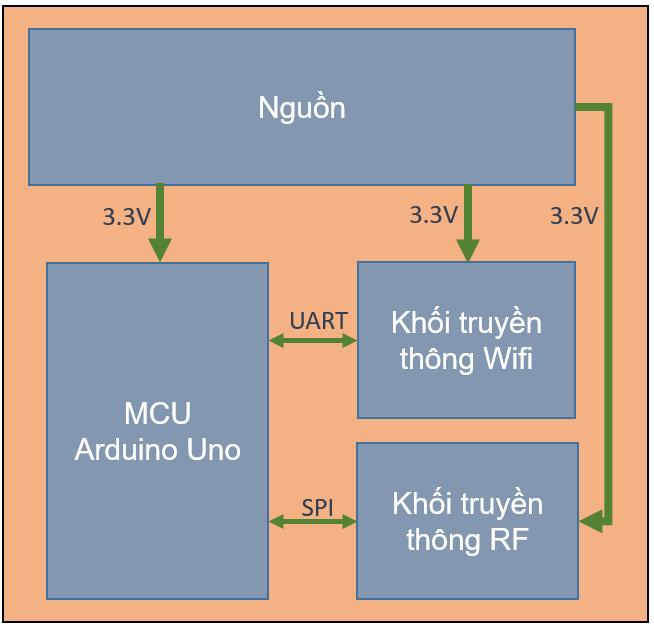 Nguồn
3.3V
3.3V
3.3V
UART
Khối truyền
thông Wifi
MCU
Arduino Uno
SPI
Khối truyền
thông RF